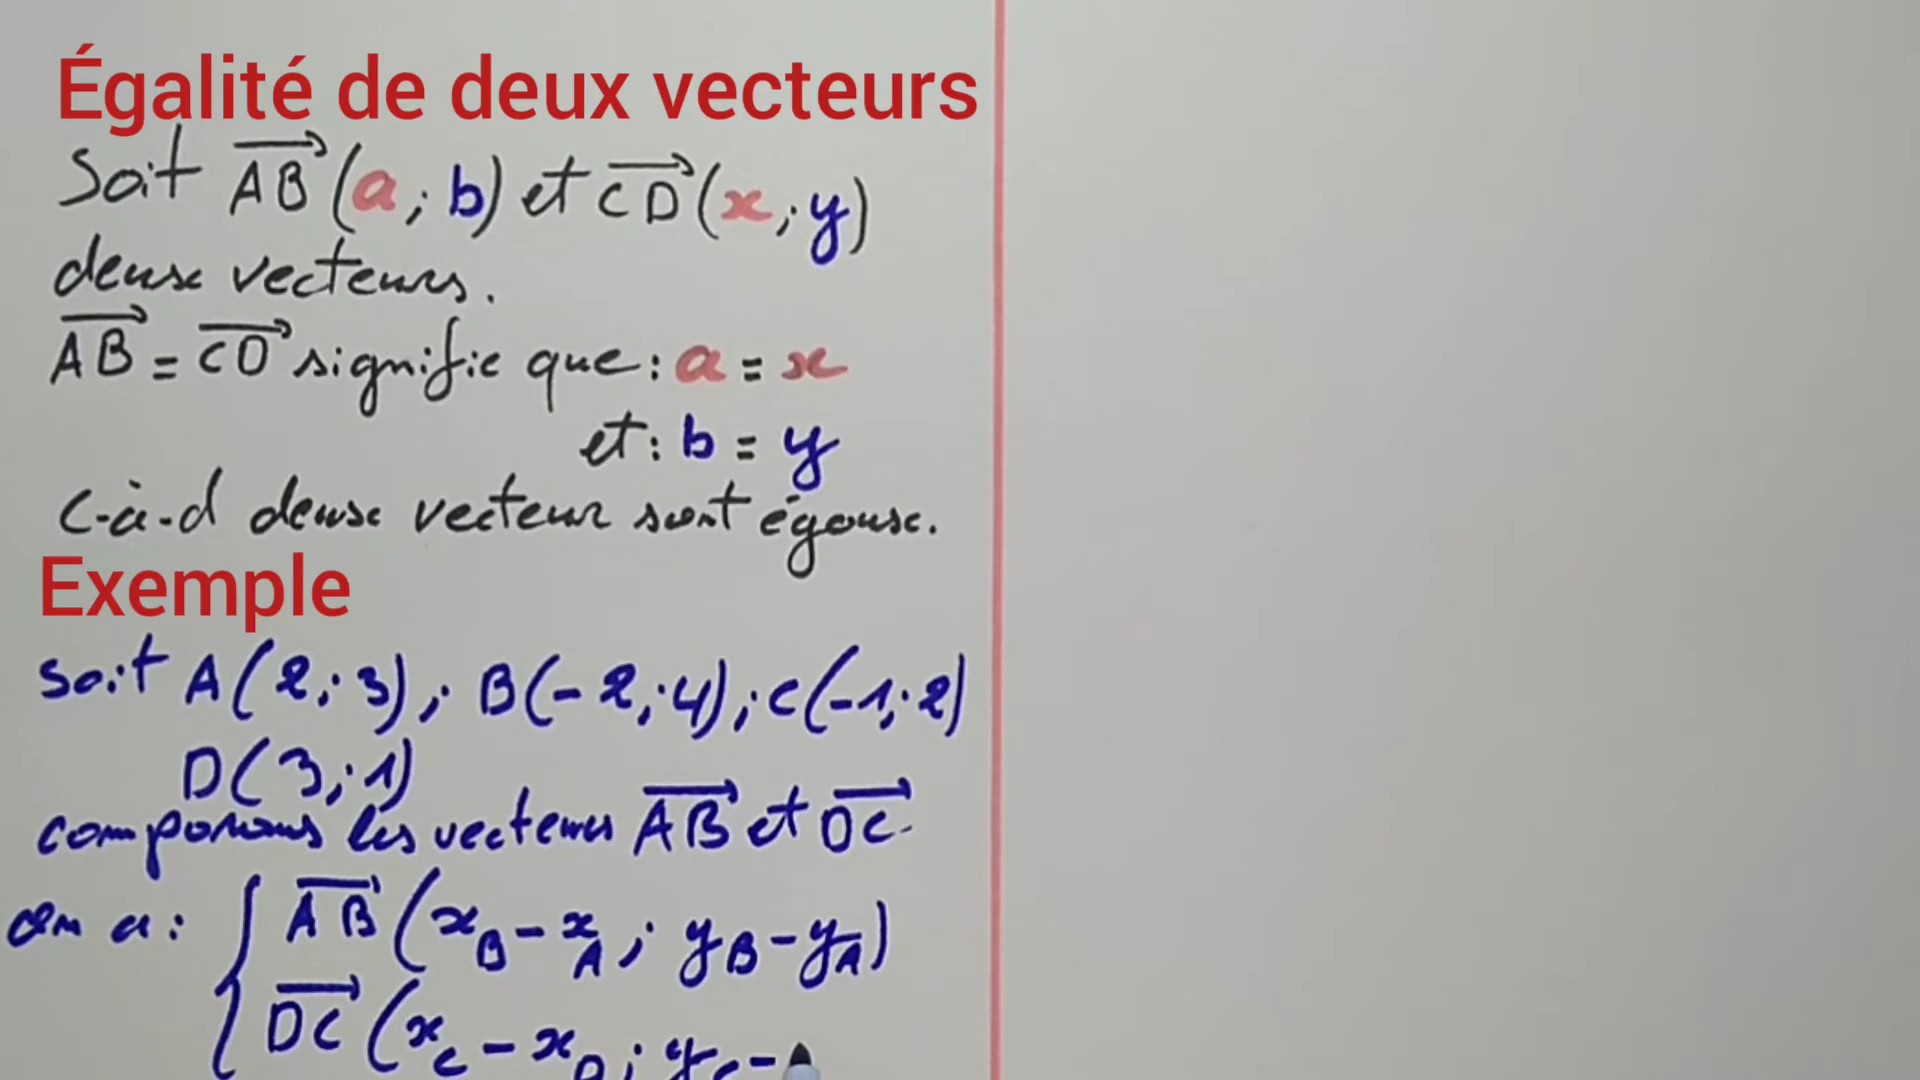 Égalité de deux vecteurs
Soit AB(a; b) et CD(x; y)
deux vecteurs.
AB = CD signifie que: a = x
et: b = y
c-à-d deux vecteur sont égaux.
Exemple
Soit A(2; 3); B(-2; 4); C(-1; 2)
D(3; 1)
comparons les vecteurs AB et DC.
on a: { AB (xB - xA; yB - yA)
DC (xC - xD; yC -